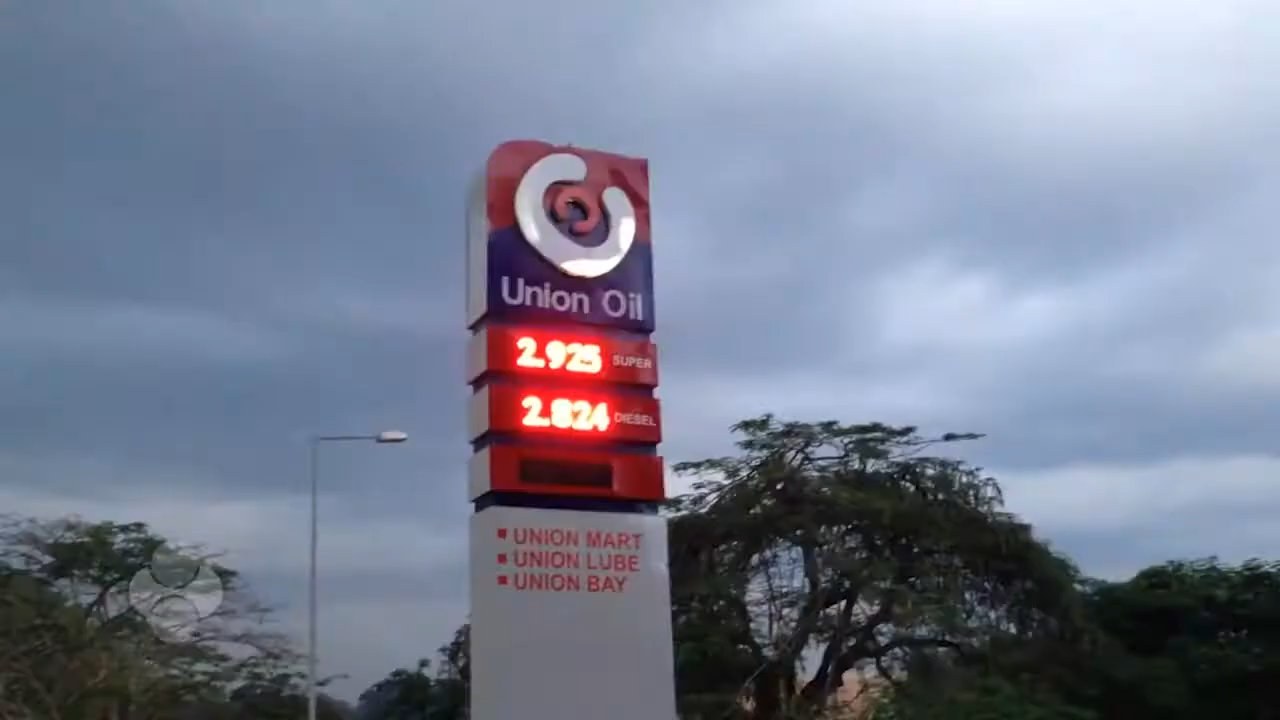 Union Oil
2.925 SUPER
2.824 DIESEL
UNION MART
UNION LUBE
UNION BAY